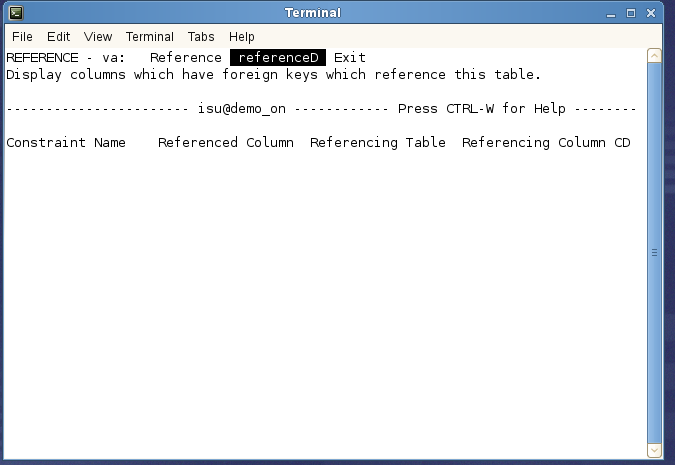 Terminal
File Edit View Terminal Tabs Help
REFERENCE - va: Reference referenceD Exit
Display columns which have foreign keys which reference this table.
----------------------- isu@demo_on ------------ Press CTRL-W for Help --------
Constraint Name Referenced Column Referencing Table Referencing Column CD